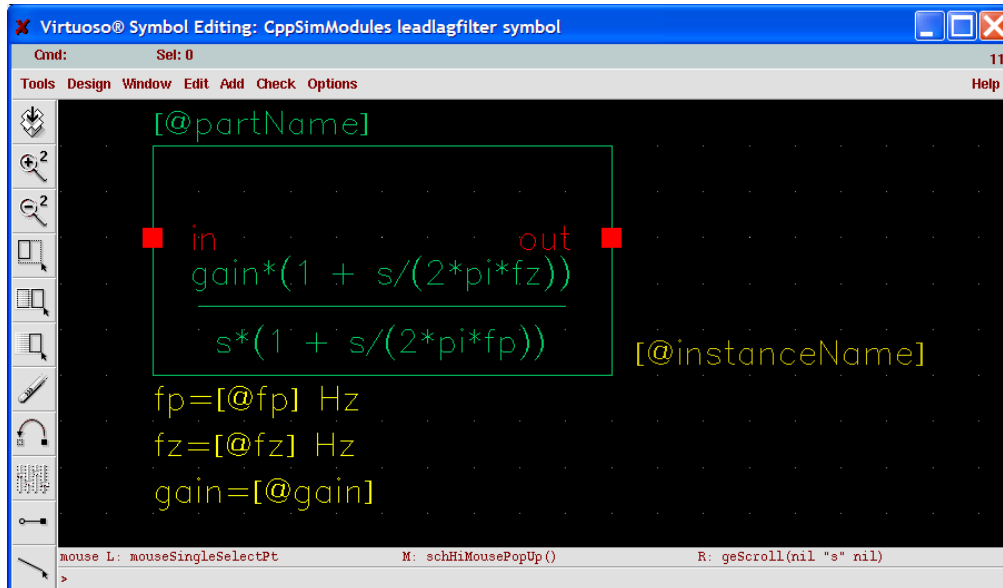 Virtuoso® Symbol Editing: CppSimModules leadlagfilter symbol
Cmd: Sel: 0 11
Tools Design Window Edit Add Check Options Help
[@partName]
in out
gain*(1 + s/(2*pi*fz))
s*(1 + s/(2*pi*fp))
[@instanceName]
fp=[@fp] Hz
fz=[@fz] Hz
gain=[@gain]
mouse L: mouseSingleSelectPt M: schHiMousePopUp() R: geScroll(nil "s" nil)
>